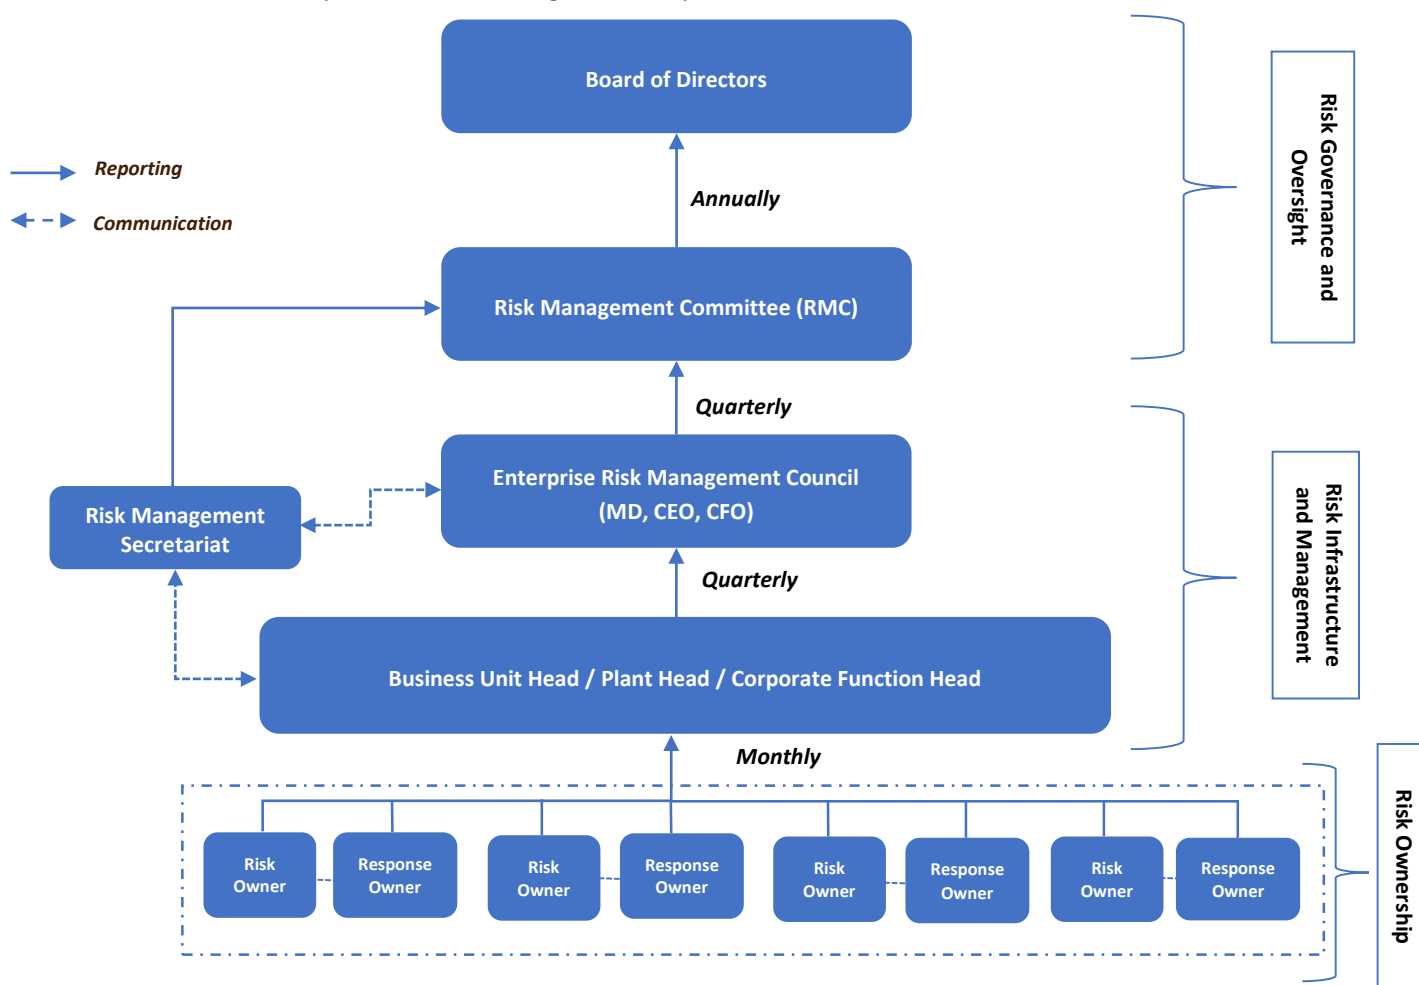 Board of Directors
Reporting
Communication
Annually
Risk Governance and
Oversight
Risk Management Committee (RMC)
Quarterly
Enterprise Risk Management Council
(MD, CEO, CFO)
Risk Management
Secretariat
Risk Infrastructure
and Management
Quarterly
Business Unit Head / Plant Head / Corporate Function Head
Monthly
Risk
Owner
Response
Owner
Risk
Owner
Response
Owner
Risk
Owner
Response
Owner
Risk
Owner
Response
Owner
Risk Ownership